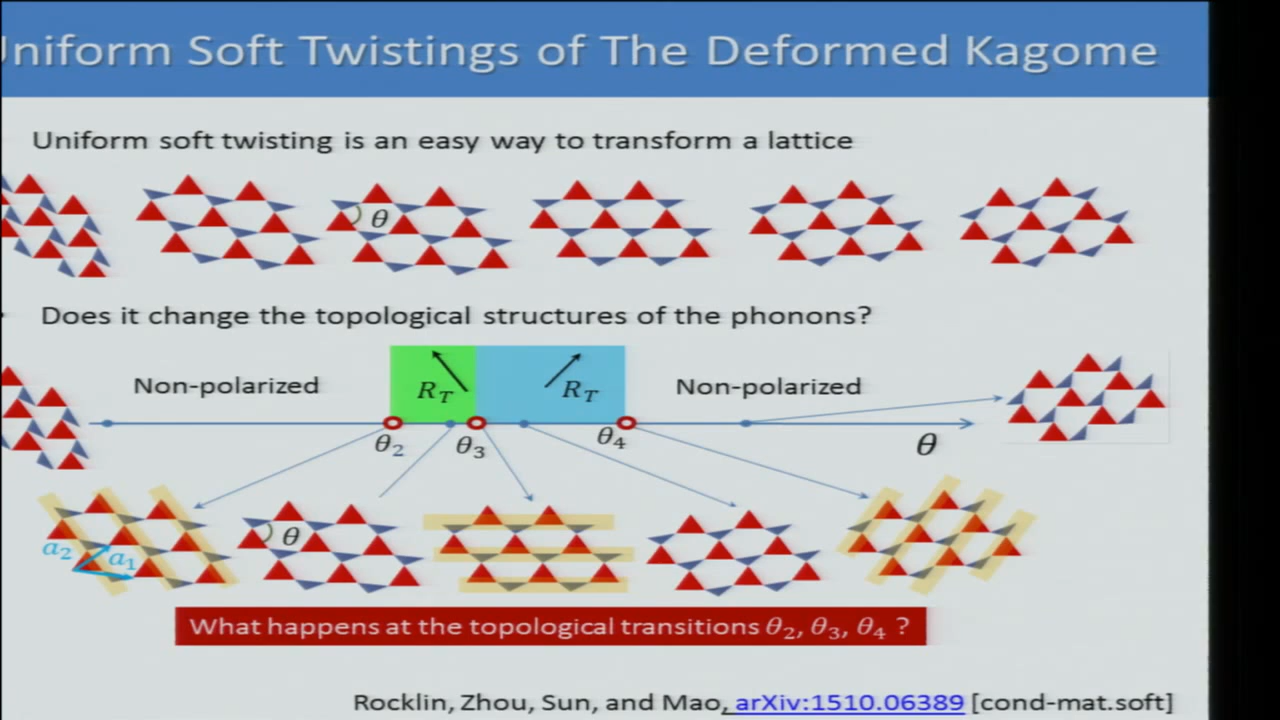 Uniform Soft Twistings of The Deformed Kagome
Uniform soft twisting is an easy way to transform a lattice
θ
Does it change the topological structures of the phonons?
Non-polarized
R_T
R_T
Non-polarized
θ₂
θ₃
θ₄
θ
a₂
a₁
θ
What happens at the topological transitions θ₂, θ₃, θ₄ ?
Rocklin, Zhou, Sun, and Mao, arXiv:1510.06389 [cond-mat.soft]